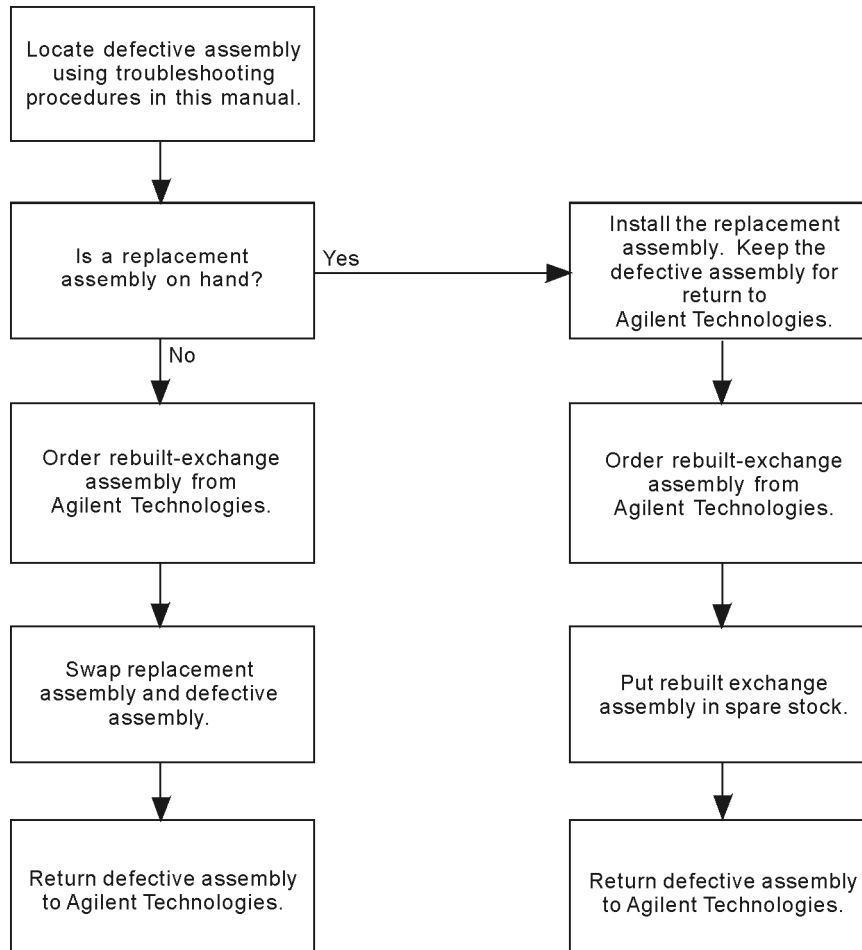 Locate defective assembly
using troubleshooting
procedures in this manual.
Is a replacement
assembly on hand?
Yes
Install the replacement
assembly. Keep the
defective assembly for
return to
Agilent Technologies.
No
Order rebuilt-exchange
assembly from
Agilent Technologies.
Order rebuilt-exchange
assembly from
Agilent Technologies.
Swap replacement
assembly and defective
assembly.
Put rebuilt exchange
assembly in spare stock.
Return defective assembly
to Agilent Technologies.
Return defective assembly
to Agilent Technologies.